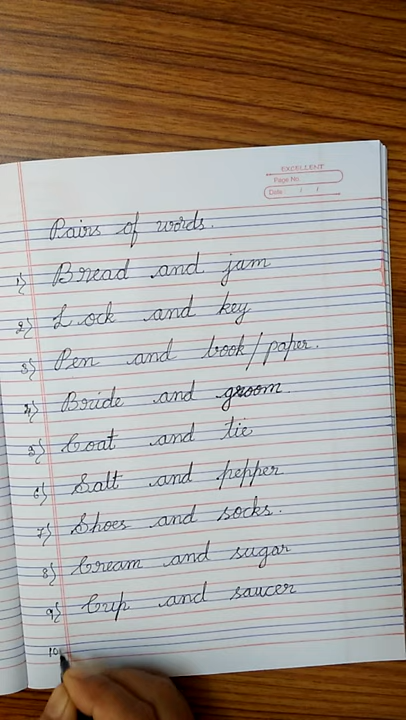 EXCELLENT
Page No.
Date / /
Pairs of words.
1) Bread and jam
2) Lock and key
3) Pen and book/paper.
4) Bride and groom
5) Coat and tie
6) Salt and pepper
7) Shoes and socks.
8) Cream and sugar
9) Cup and saucer
10